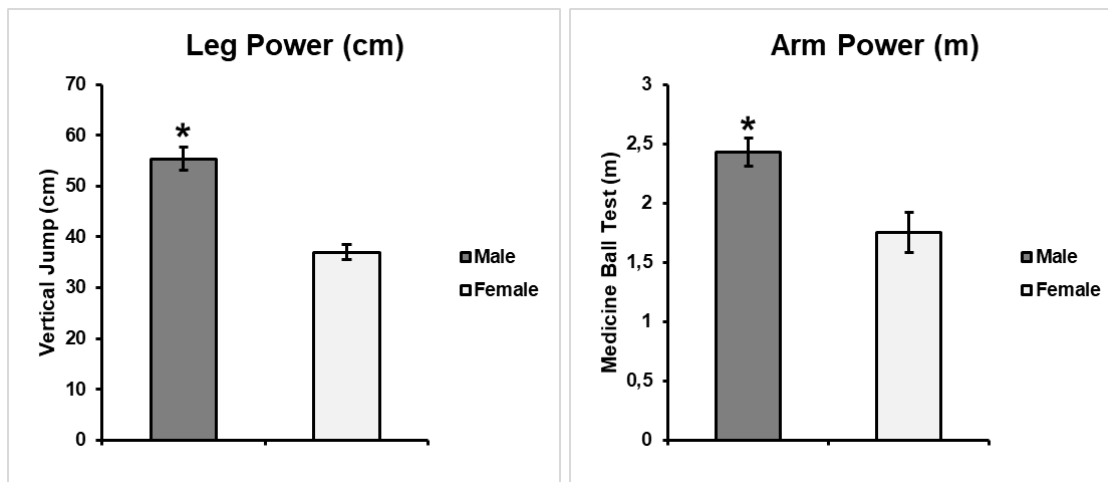 Leg Power (cm)
Vertical Jump (cm)
70
60
50
40
30
20
10
0
*
Male
Female
Arm Power (m)
Medicine Ball Test (m)
3
2,5
2
1,5
1
0,5
0
*
Male
Female